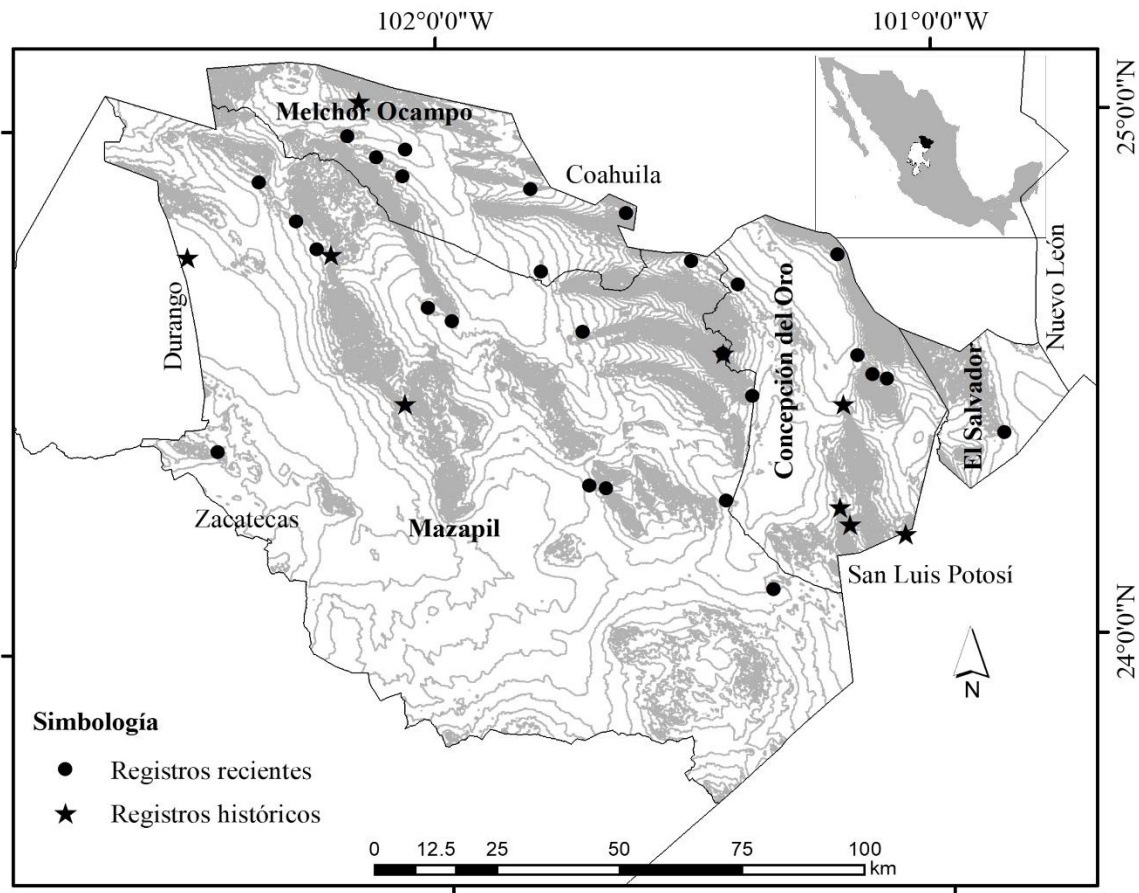 102°0'0"W
101°0'0"W
25°0'0"N
Melchor Ocampo
Coahuila
Nuevo León
Durango
Concepción del Oro
El Salvador
Zacatecas
Mazapil
San Luis Potosí
24°0'0"N
N
Simbología
Registros recientes
Registros históricos
0 12.5 25 50 75 100
km